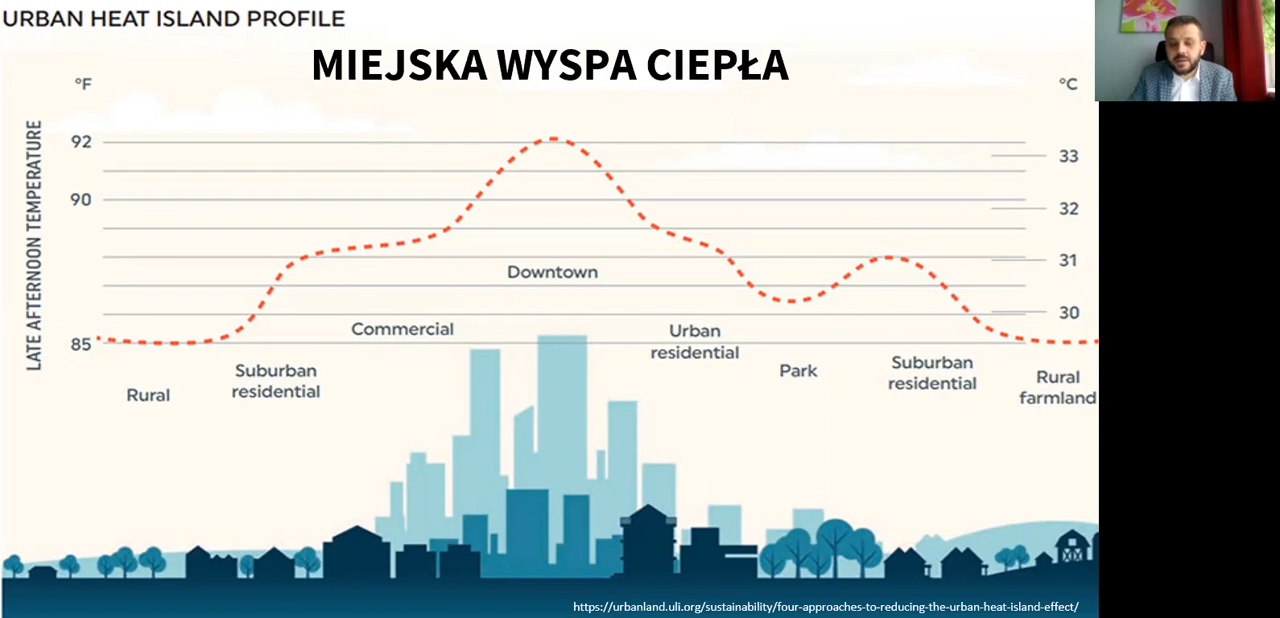 URBAN HEAT ISLAND PROFILE
MIEJSKA WYSPA CIEPŁA
°F
°C
LATE AFTERNOON TEMPERATURE
92
33
90
32
31
Downtown
30
Commercial
Urban
residential
85
Suburban
residential
Park
Suburban
residential
Rural
Rural
farmland
https://urbanland.uli.org/sustainability/four-approaches-to-reducing-the-urban-heat-island-effect/